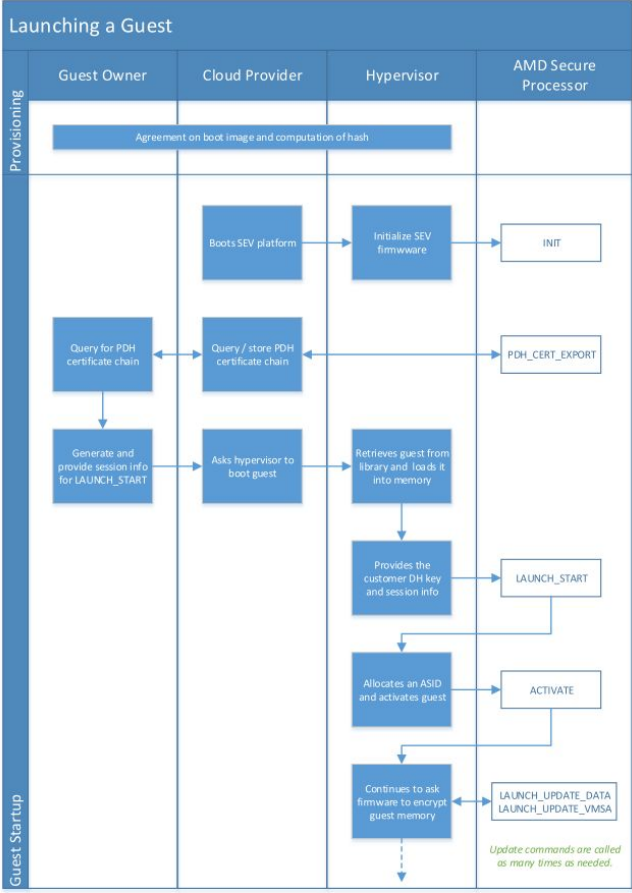 Launching a Guest
Guest Owner
Cloud Provider
Hypervisor
AMD Secure
Processor
Provisioning
Agreement on boot image and computation of hash
Boots SEV platform
Initialize SEV
firmwware
INIT
Query for PDH
certificate chain
Query / store PDH
certificate chain
PDH_CERT_EXPORT
Generate and
provide session info
for LAUNCH_START
Asks hypervisor to
boot guest
Retrieves guest from
library and loads it
into memory
Provides the
customer DH key
and session info
LAUNCH_START
Allocates an ASID
and activates guest
ACTIVATE
Guest Startup
Continues to ask
firmware to encrypt
guest memory
LAUNCH_UPDATE_DATA
LAUNCH_UPDATE_VMSA
Update commands are called
as many times as needed.